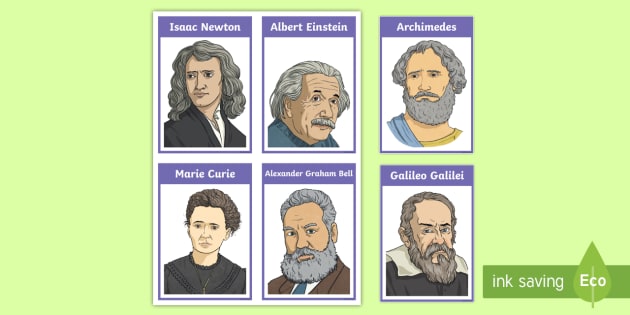 Isaac Newton
Albert Einstein
Archimedes
Marie Curie
Alexander Graham Bell
Galileo Galilei
ink saving
Eco